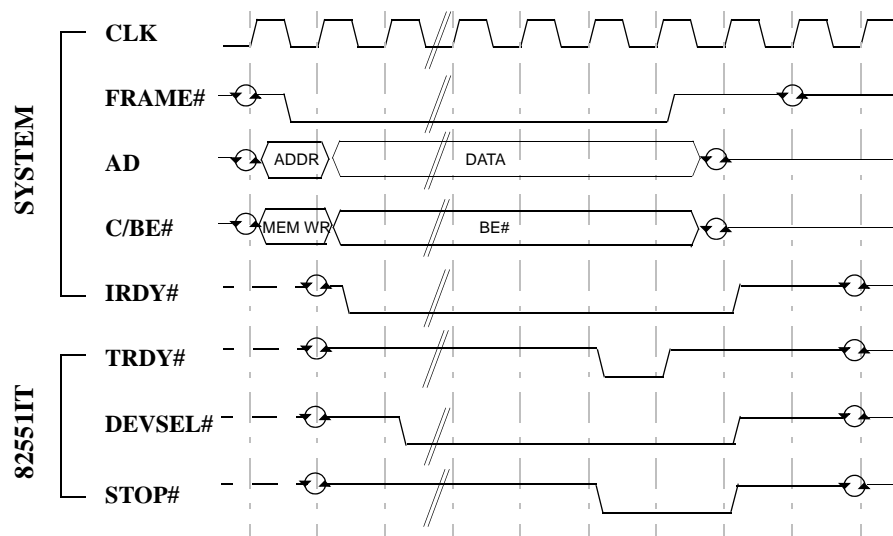 SYSTEM
CLK
FRAME#
AD
ADDR
DATA
C/BE#
MEM WR
BE#
IRDY#
82551IT
TRDY#
DEVSEL#
STOP#